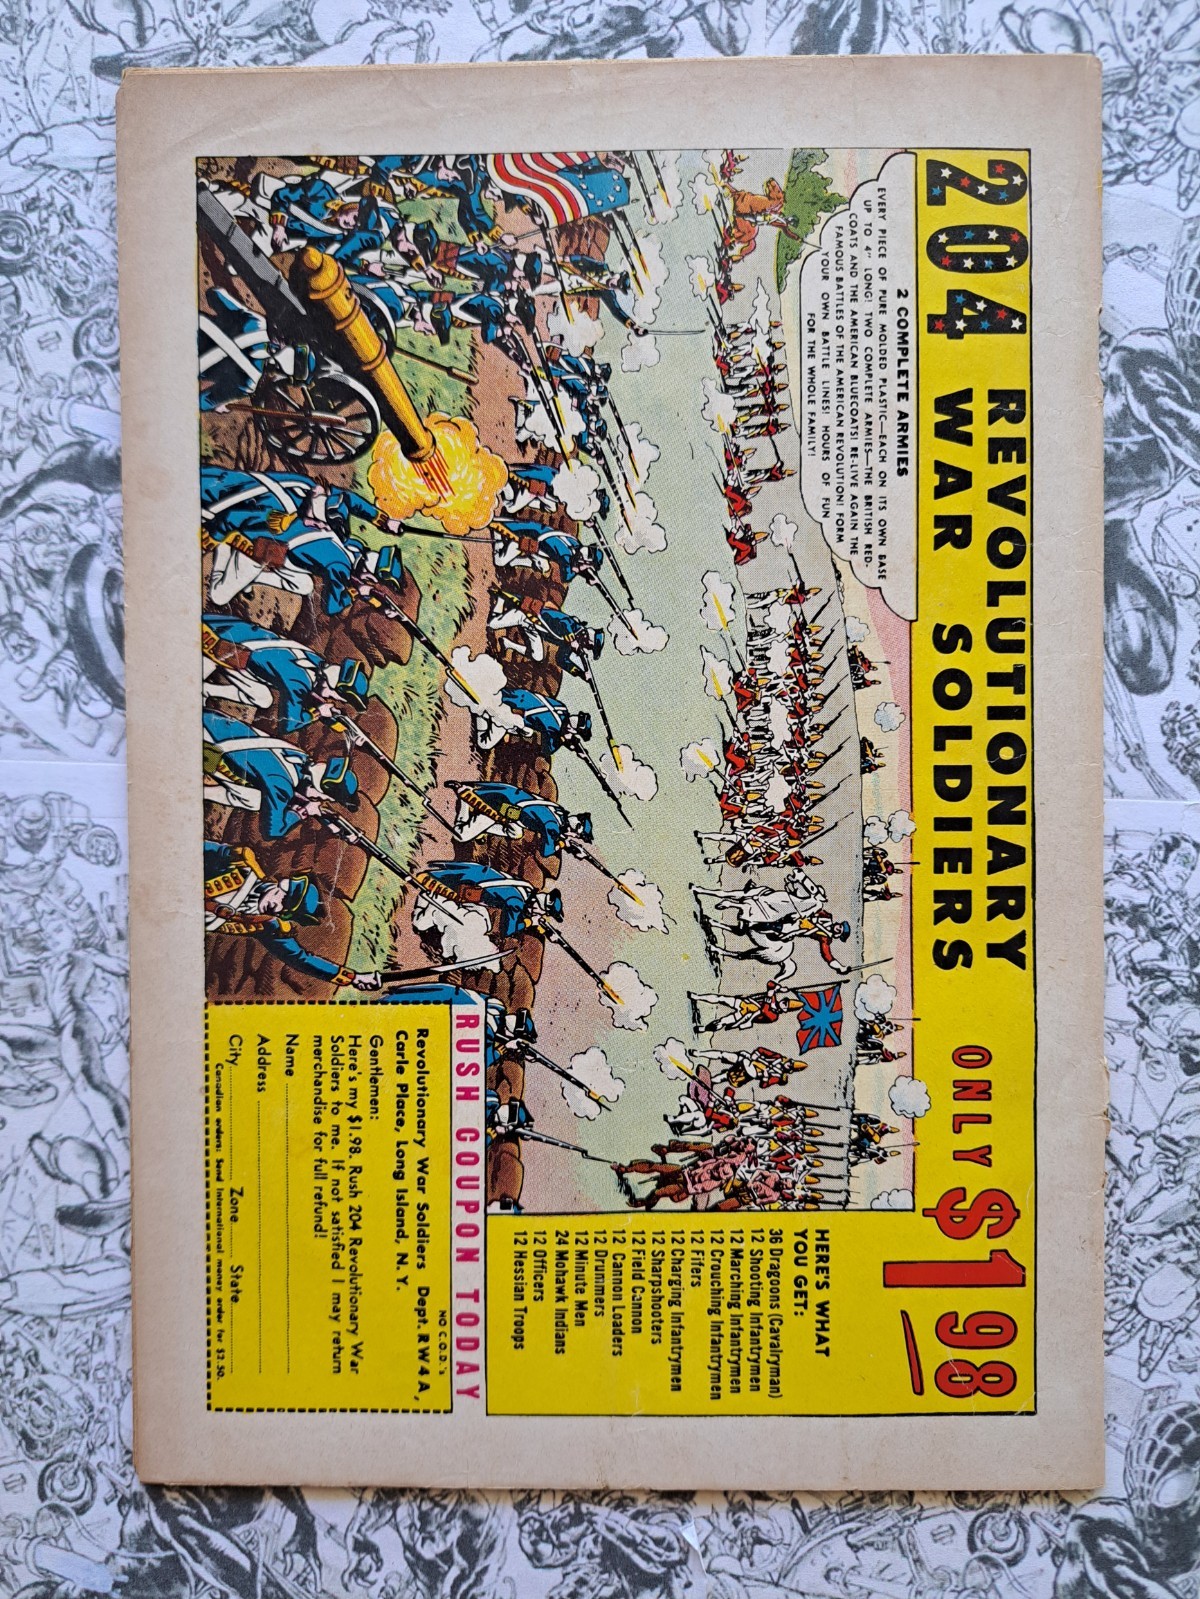 204 REVOLUTIONARY
WAR SOLDIERS
ONLY $1 98
2 COMPLETE ARMIES
EVERY PIECE OF PURE MOLDED PLASTIC—EACH ON ITS OWN BASE
UP TO 4" LONG! TWO COMPLETE ARMIES—THE BRITISH RED-
COATS AND THE AMERICAN BLUECOATS! RE-LIVE AGAIN THE
FAMOUS BATTLES OF THE AMERICAN REVOLUTION! FORM
YOUR OWN BATTLE LINES! HOURS OF FUN
FOR THE WHOLE FAMILY!
HERE'S WHAT
YOU GET:
36 Dragoons (Cavalryman)
12 Shooting Infantrymen
12 Marching Infantrymen
12 Crouching Infantrymen
12 Fifers
12 Charging Infantrymen
12 Sharpshooters
12 Field Cannon
12 Cannon Loaders
12 Drummers
12 Minute Men
24 Mohawk Indians
12 Officers
12 Hessian Troops
RUSH COUPON TODAY
NO C.O.D.'s
Revolutionary War Soldiers Dept. RW4A,
Carle Place, Long Island, N. Y.
Gentlemen:
Here's my $1.98. Rush 204 Revolutionary War
Soldiers to me. If not satisfied I may return
merchandise for full refund!
Name
Address
City Zone State
Canadian orders: Send International money order for $2.50.